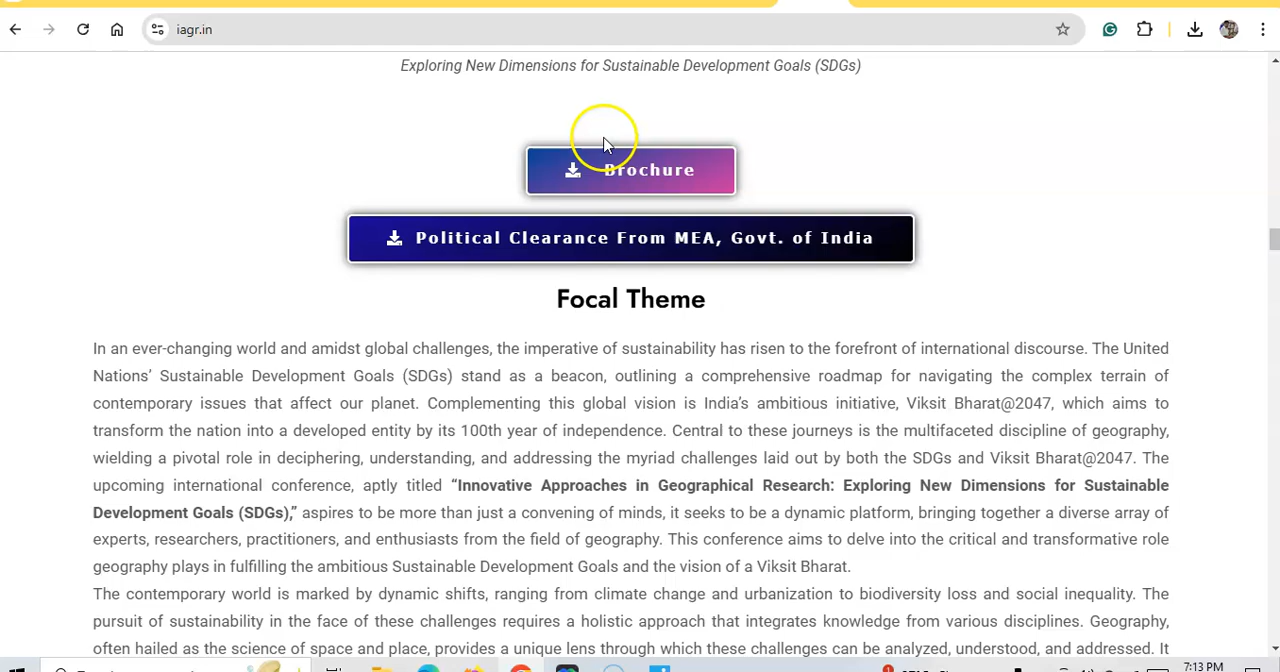 iagr.in
Exploring New Dimensions for Sustainable Development Goals (SDGs)
Brochure
Political Clearance From MEA, Govt. of India
Focal Theme
In an ever-changing world and amidst global challenges, the imperative of sustainability has risen to the forefront of international discourse. The United
Nations’ Sustainable Development Goals (SDGs) stand as a beacon, outlining a comprehensive roadmap for navigating the complex terrain of
contemporary issues that affect our planet. Complementing this global vision is India’s ambitious initiative, Viksit Bharat@2047, which aims to
transform the nation into a developed entity by its 100th year of independence. Central to these journeys is the multifaceted discipline of geography,
wielding a pivotal role in deciphering, understanding, and addressing the myriad challenges laid out by both the SDGs and Viksit Bharat@2047. The
upcoming international conference, aptly titled “Innovative Approaches in Geographical Research: Exploring New Dimensions for Sustainable
Development Goals (SDGs),” aspires to be more than just a convening of minds, it seeks to be a dynamic platform, bringing together a diverse array of
experts, researchers, practitioners, and enthusiasts from the field of geography. This conference aims to delve into the critical and transformative role
geography plays in fulfilling the ambitious Sustainable Development Goals and the vision of a Viksit Bharat.
The contemporary world is marked by dynamic shifts, ranging from climate change and urbanization to biodiversity loss and social inequality. The
pursuit of sustainability in the face of these challenges requires a holistic approach that integrates knowledge from various disciplines. Geography,
often hailed as the science of space and place, provides a unique lens through which these challenges can be analyzed, understood, and addressed. It
7:13 PM